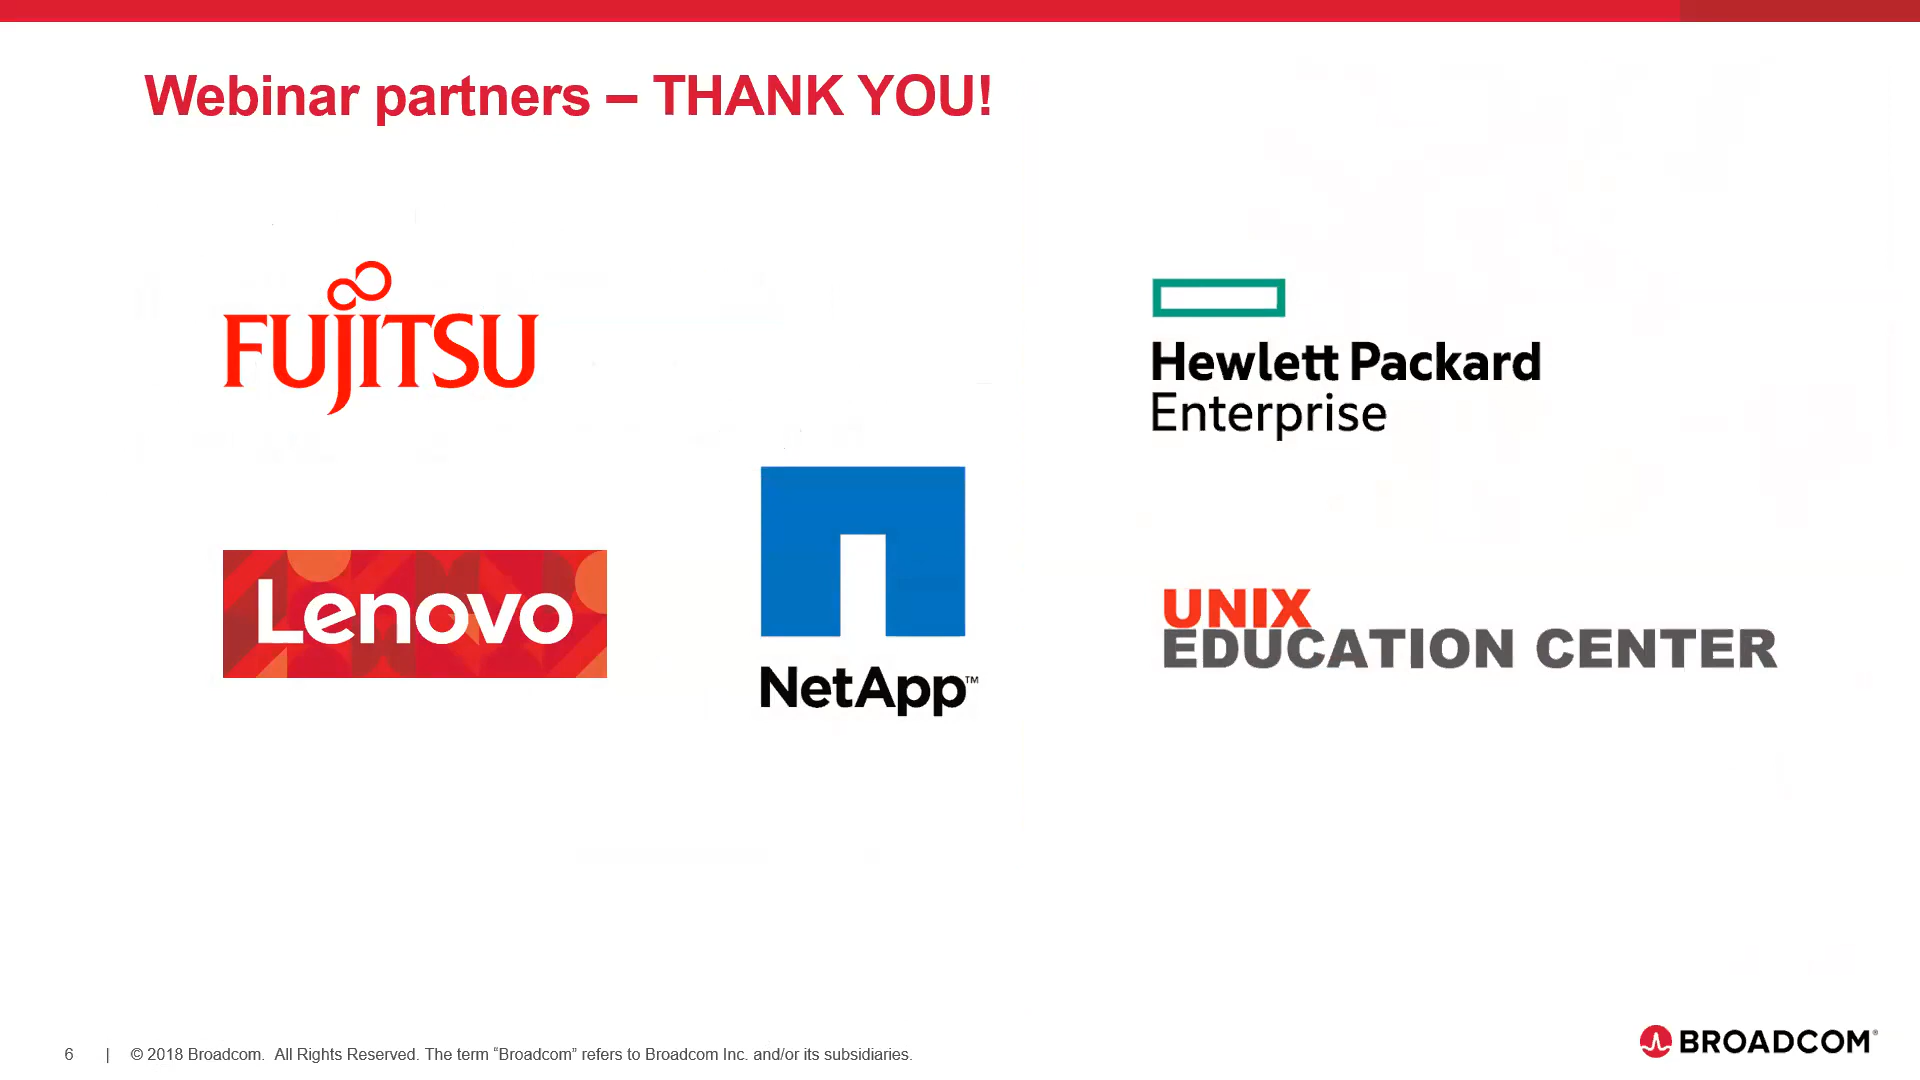 Webinar partners – THANK YOU!
FUJITSU
Hewlett Packard
Enterprise
Lenovo
NetApp™
UNIX
EDUCATION CENTER
6 | © 2018 Broadcom. All Rights Reserved. The term “Broadcom” refers to Broadcom Inc. and/or its subsidiaries.
BROADCOM®